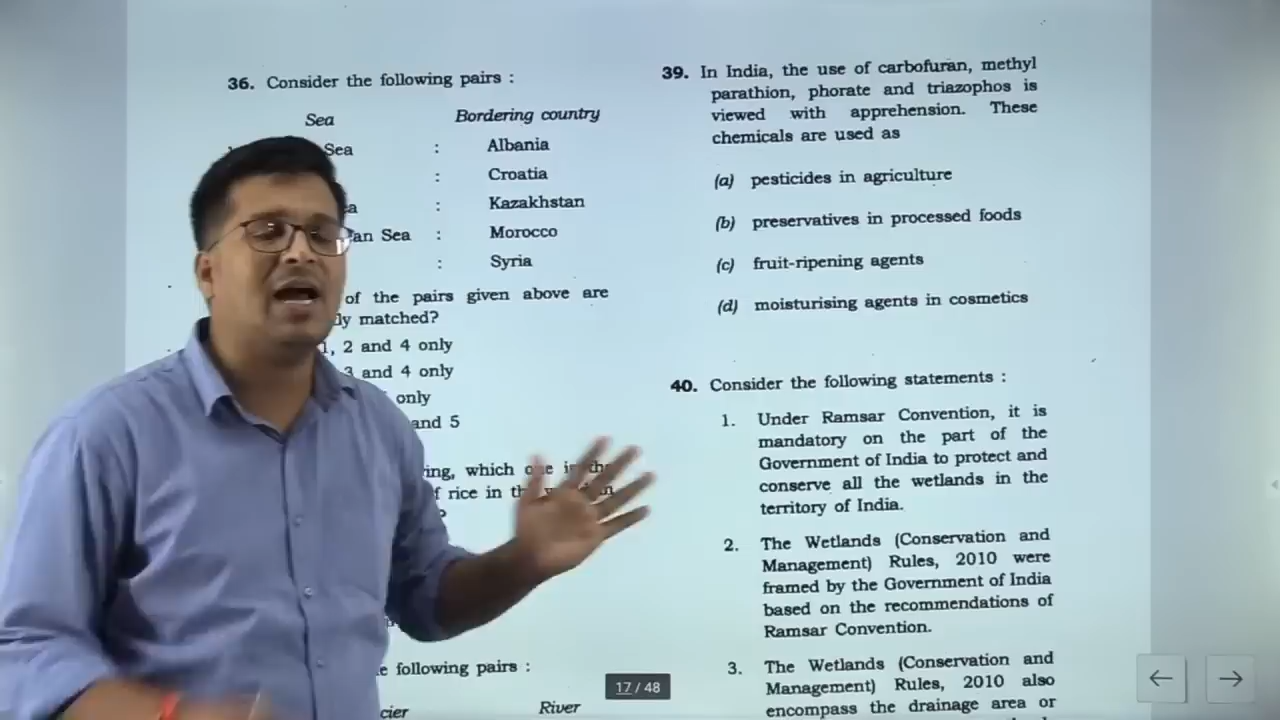 36. Consider the following pairs :
Sea Bordering country
Sea : Albania
: Croatia
: Kazakhstan
an Sea : Morocco
: Syria
of the pairs given above are
ly matched?
1, 2 and 4 only
3 and 4 only
only
and 5
ing, which one is the
rice in the
e following pairs :
cier River
39. In India, the use of carbofuran, methyl
parathion, phorate and triazophos is
viewed with apprehension. These
chemicals are used as
(a) pesticides in agriculture
(b) preservatives in processed foods
(c) fruit-ripening agents
(d) moisturising agents in cosmetics
40. Consider the following statements :
1. Under Ramsar Convention, it is
mandatory on the part of the
Government of India to protect and
conserve all the wetlands in the
territory of India.
2. The Wetlands (Conservation and
Management) Rules, 2010 were
framed by the Government of India
based on the recommendations of
Ramsar Convention.
3. The Wetlands (Conservation and
Management) Rules, 2010 also
encompass the drainage area or
17 / 48